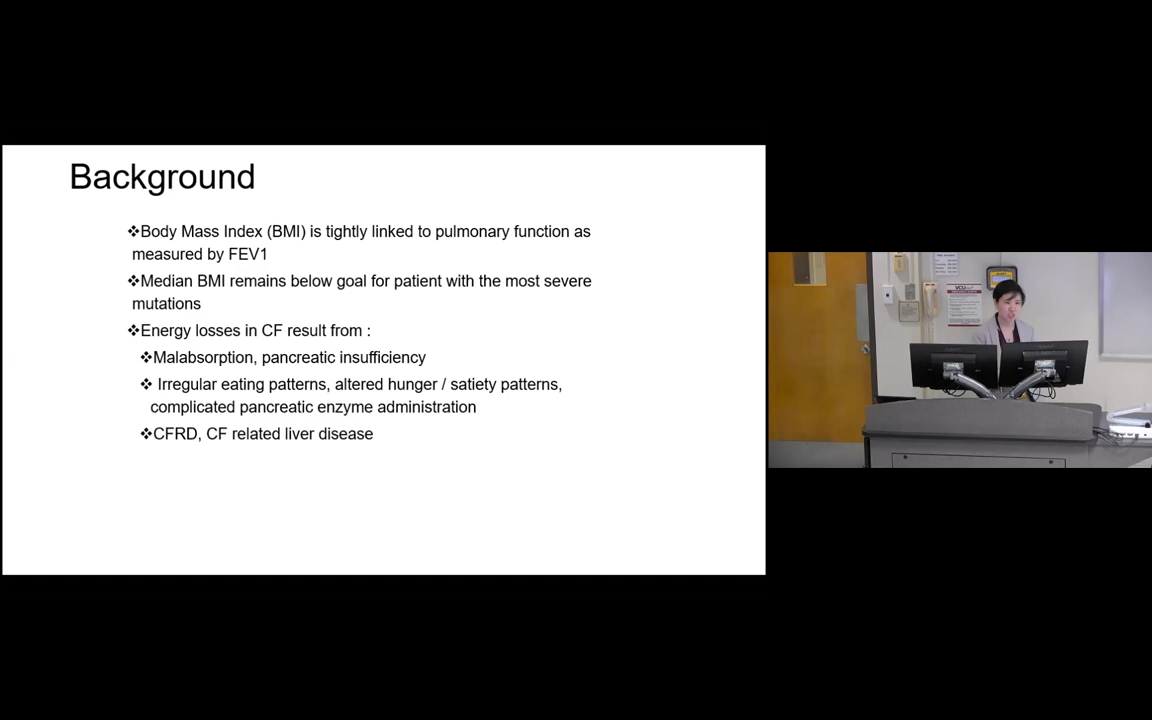 Background
❖Body Mass Index (BMI) is tightly linked to pulmonary function as
measured by FEV1
❖Median BMI remains below goal for patient with the most severe
mutations
❖Energy losses in CF result from :
❖Malabsorption, pancreatic insufficiency
❖ Irregular eating patterns, altered hunger / satiety patterns,
complicated pancreatic enzyme administration
❖CFRD, CF related liver disease
VCU